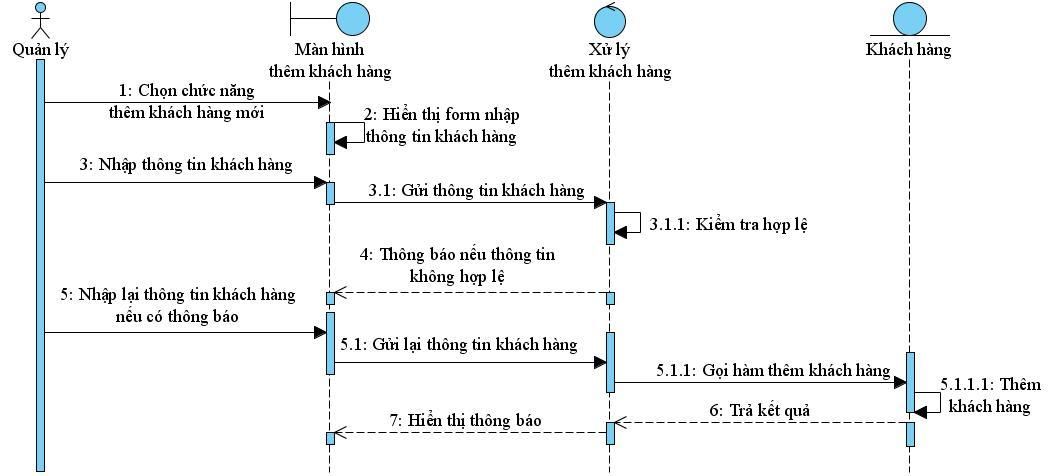 Quản lý
Màn hình
thêm khách hàng
Xử lý
thêm khách hàng
Khách hàng
1: Chọn chức năng
thêm khách hàng mới
2: Hiển thị form nhập
thông tin khách hàng
3: Nhập thông tin khách hàng
3.1: Gửi thông tin khách hàng
3.1.1: Kiểm tra hợp lệ
4: Thông báo nếu thông tin
không hợp lệ
5: Nhập lại thông tin khách hàng
nếu có thông báo
5.1: Gửi lại thông tin khách hàng
5.1.1: Gọi hàm thêm khách hàng
5.1.1.1: Thêm
khách hàng
6: Trả kết quả
7: Hiển thị thông báo